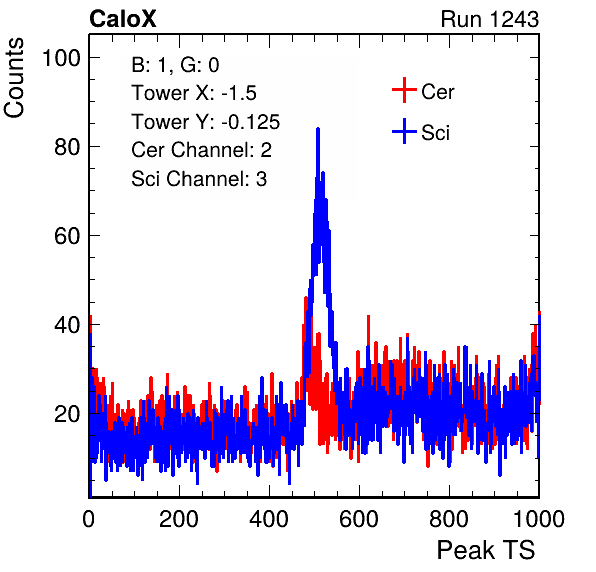 CaloX Run 1243
Counts
100
80
60
40
20
B: 1, G: 0
Tower X: -1.5
Tower Y: -0.125
Cer Channel: 2
Sci Channel: 3
Cer
Sci
0 200 400 600 800 1000
Peak TS